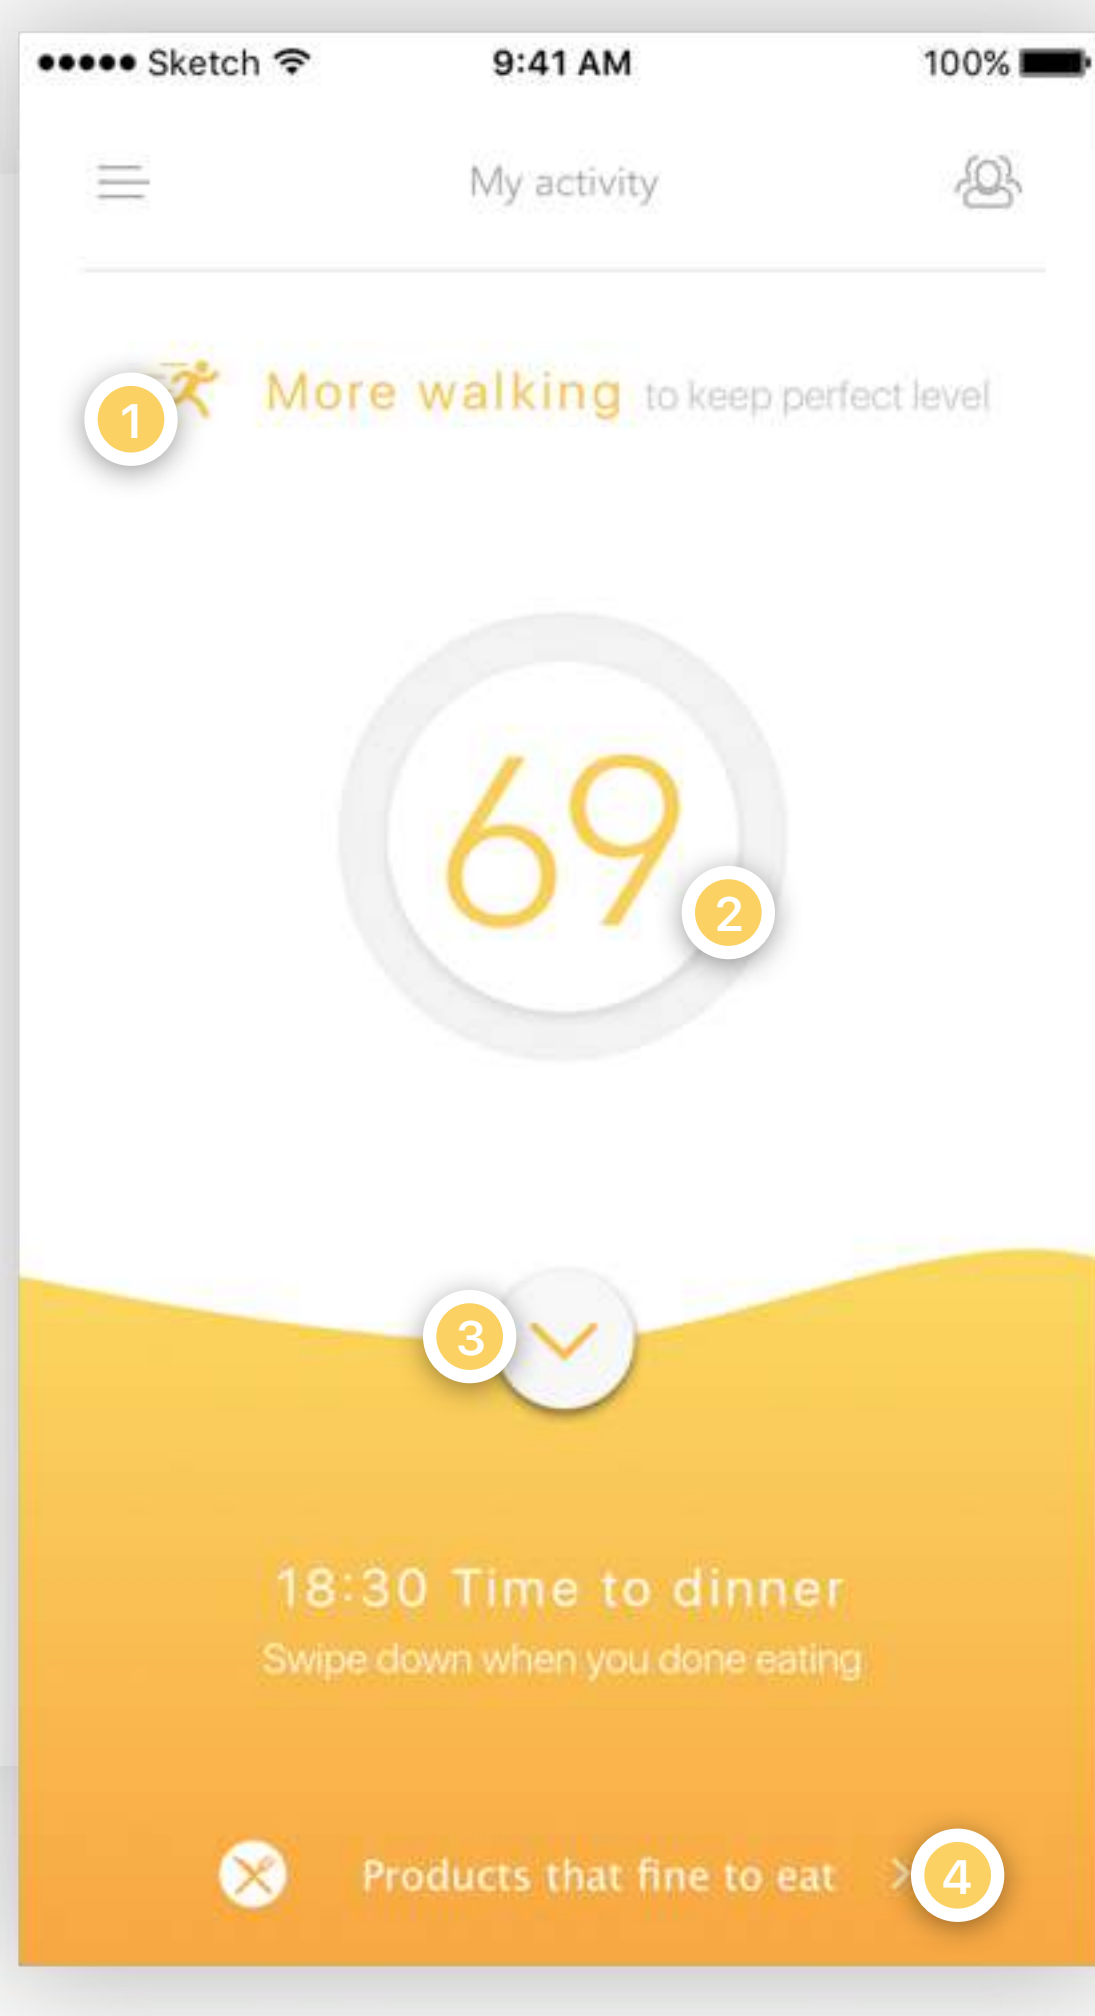 ●●●●● Sketch 9:41 AM 100%
My activity
1 More walking to keep perfect level
69
2
3
18:30 Time to dinner
Swipe down when you done eating
Products that fine to eat > 4